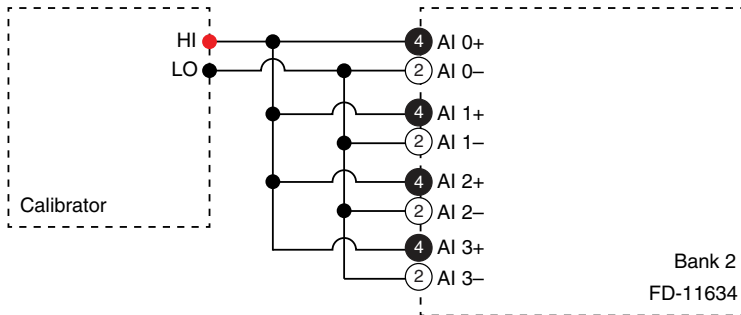 HI
4 AI 0+
LO
2 AI 0–
4 AI 1+
2 AI 1–
4 AI 2+
Calibrator
2 AI 2–
4 AI 3+
2 AI 3–
Bank 2
FD-11634